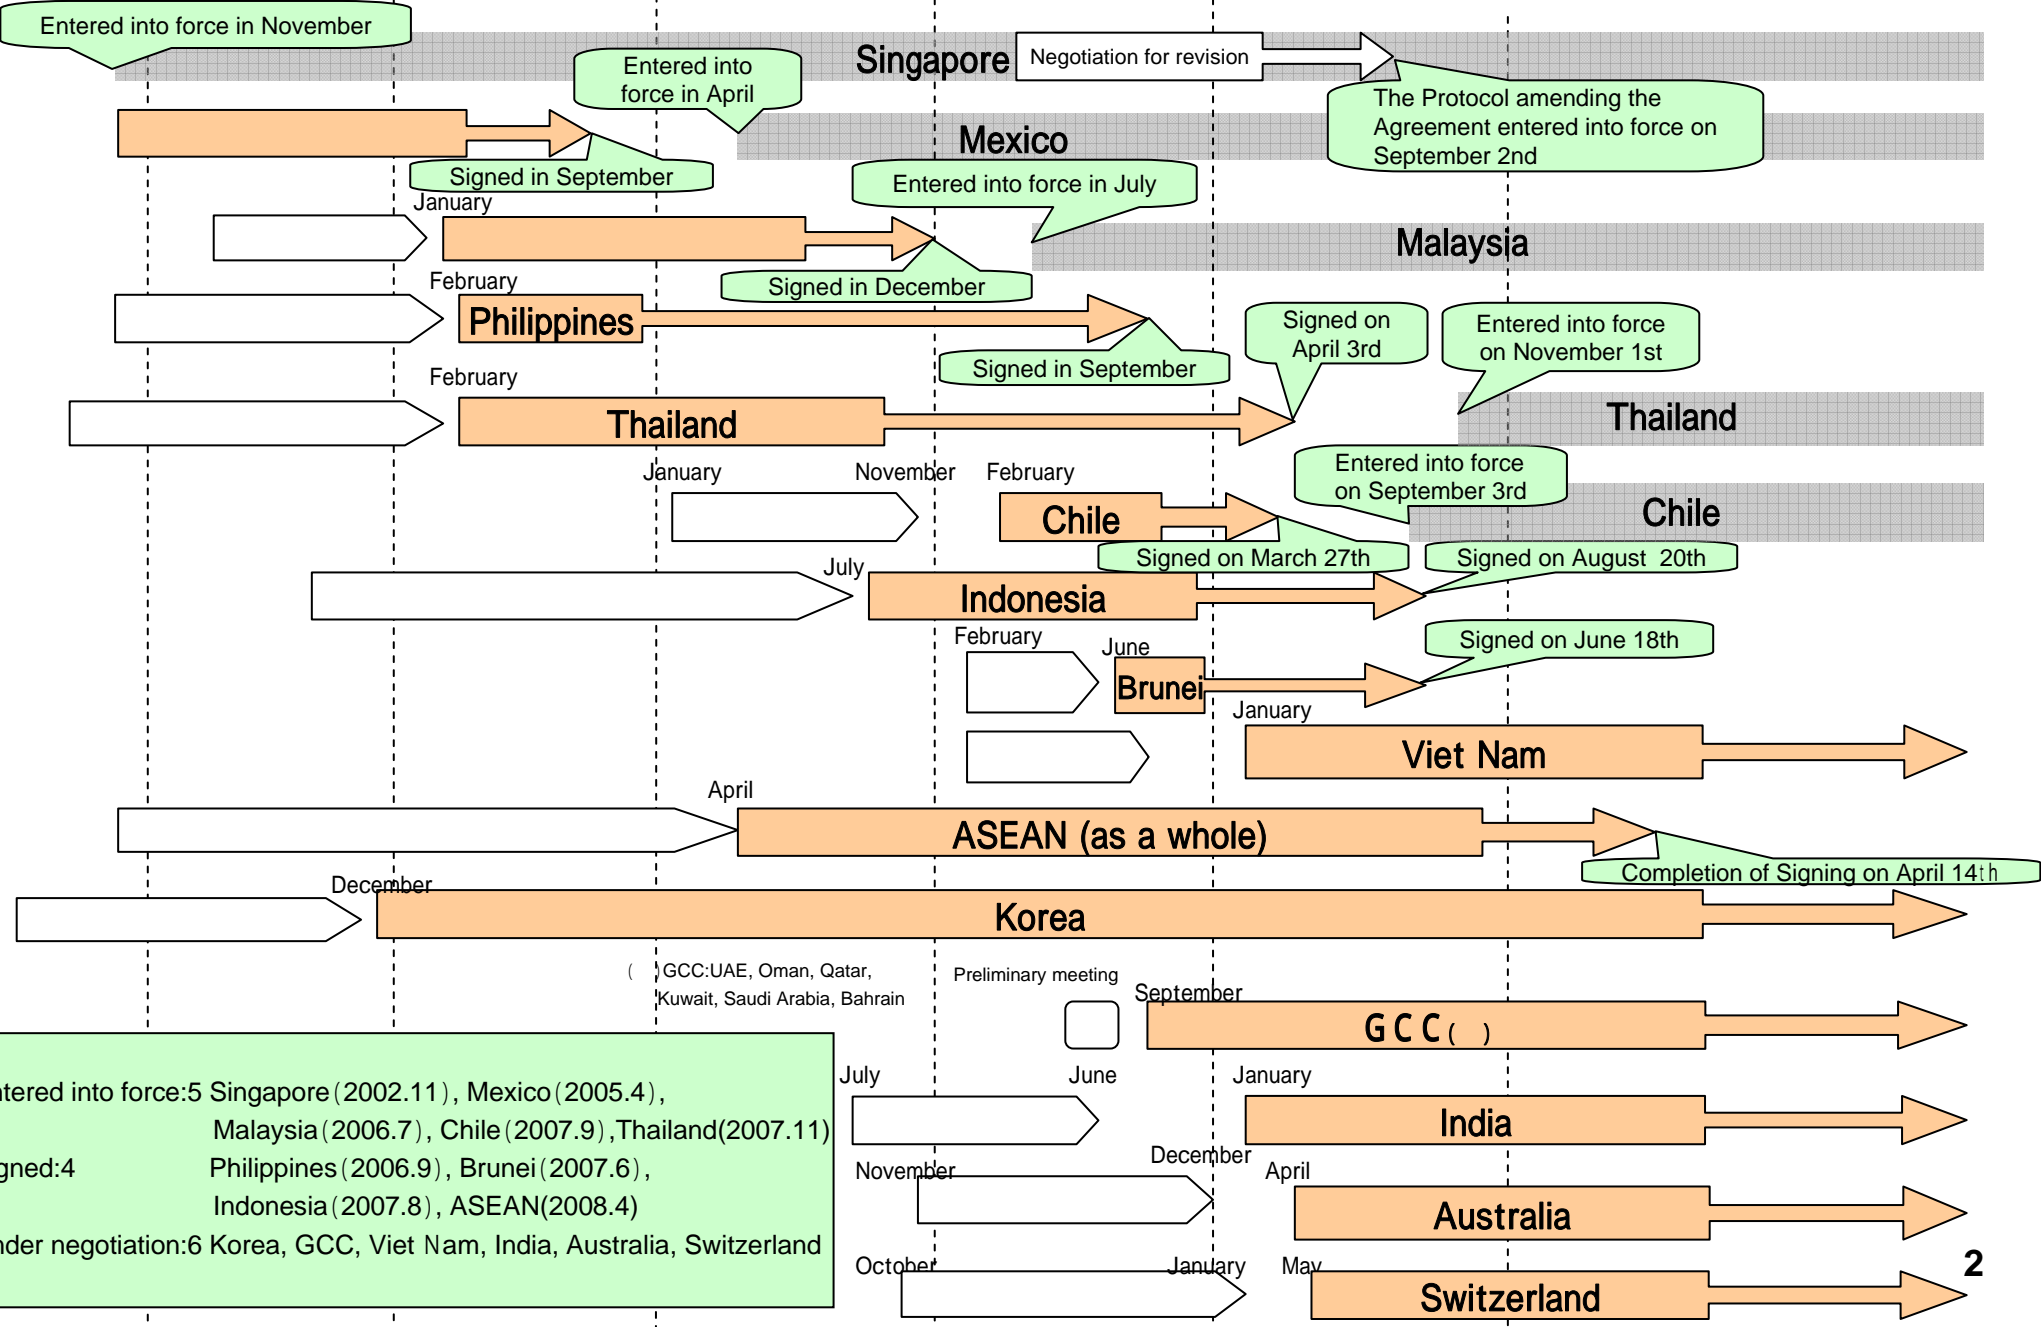 Entered into force in November
Singapore
Negotiation for revision
Entered into
force in April
The Protocol amending the
Agreement entered into force on
September 2nd
Mexico
Signed in September
Entered into force in July
January
Malaysia
Signed in December
February
Philippines
Signed in September
Signed on
April 3rd
Entered into force
on November 1st
February
Thailand
Thailand
January
November
February
Entered into force
on September 3rd
Chile
Chile
Signed on March 27th
Signed on August 20th
July
Indonesia
February
June
Signed on June 18th
Brunei
January
Viet Nam
April
ASEAN (as a whole)
Completion of Signing on April 14th
December
Korea
( )GCC:UAE, Oman, Qatar,
Kuwait, Saudi Arabia, Bahrain
Preliminary meeting
September
GCC( )
ntered into force:5 Singapore(2002.11), Mexico(2005.4),
Malaysia(2006.7), Chile(2007.9),Thailand(2007.11)
gned:4 Philippines(2006.9), Brunei(2007.6),
Indonesia(2007.8), ASEAN(2008.4)
nder negotiation:6 Korea, GCC, Viet Nam, India, Australia, Switzerland
July
June
January
India
November
December
April
Australia
October
January
May
Switzerland
2